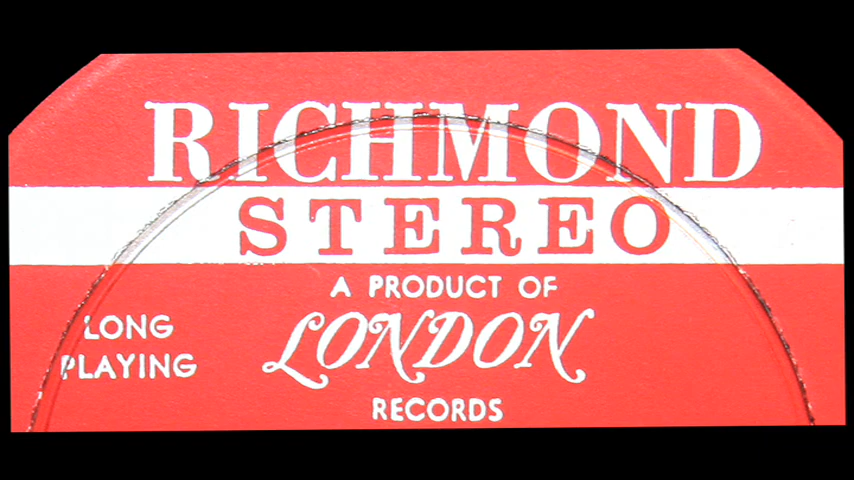 RICHMOND
STEREO
A PRODUCT OF
LONG
PLAYING
LONDON
RECORDS